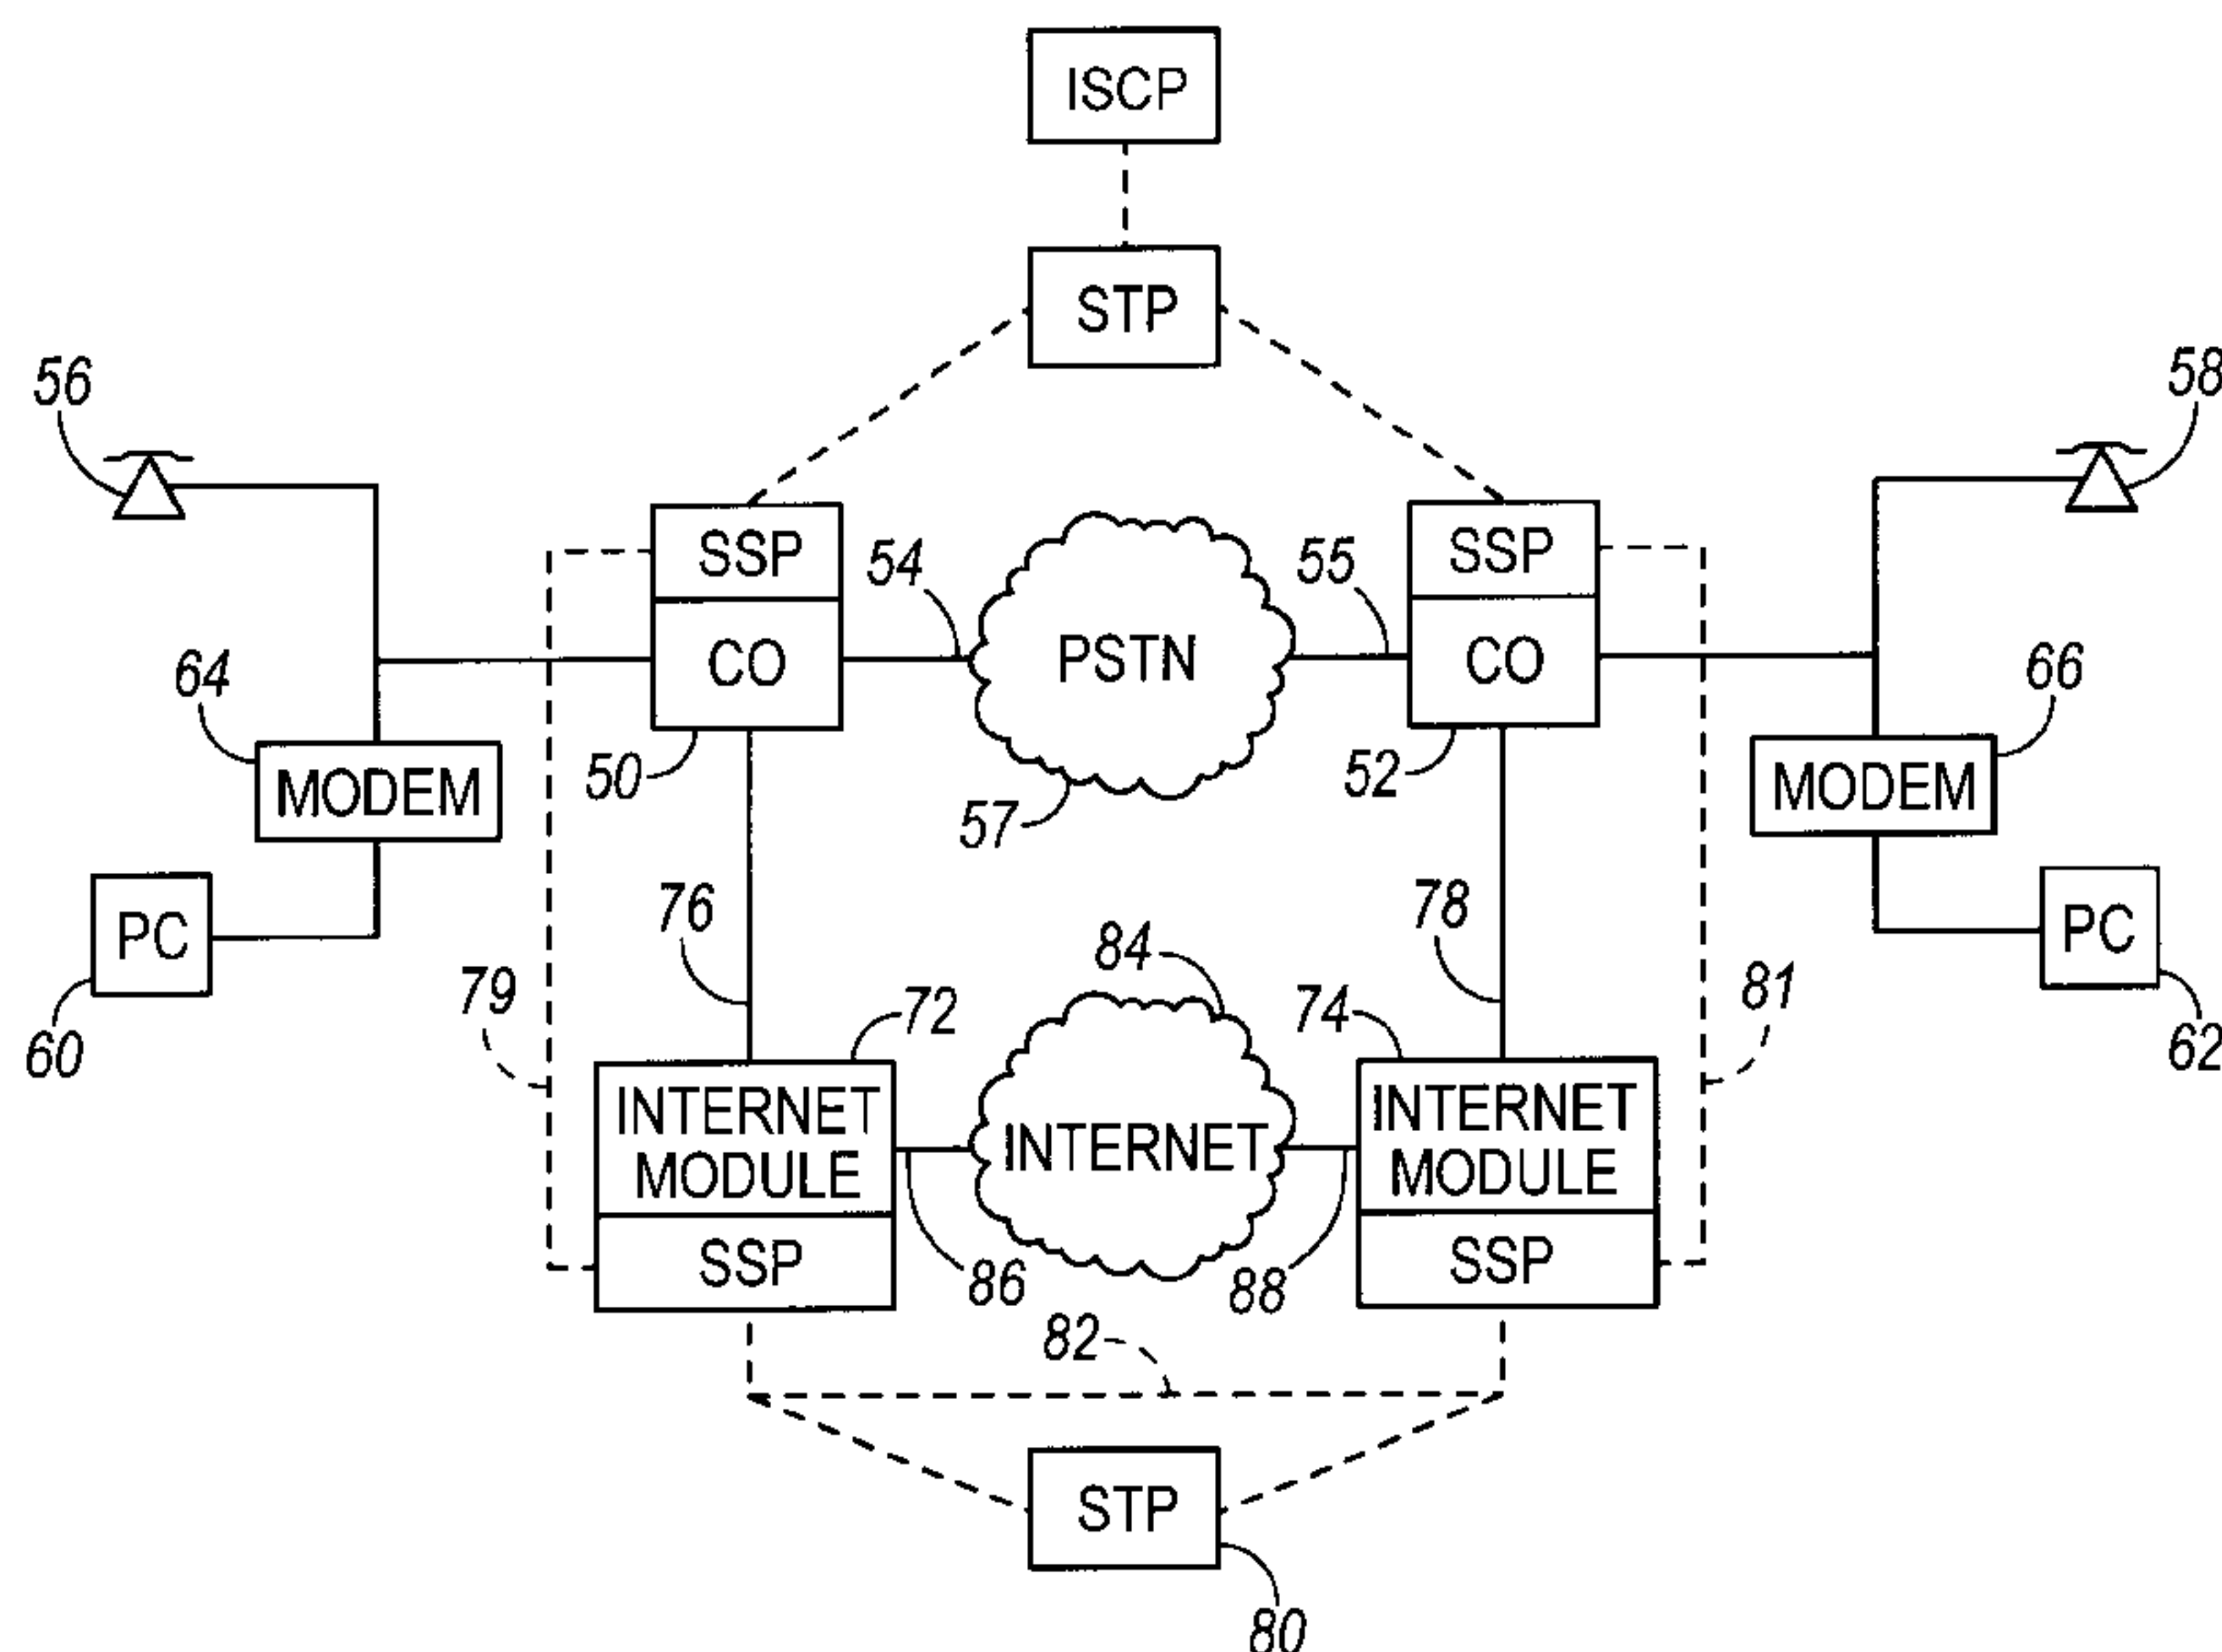 ISCP
STP
56
58
SSP
SSP
54
55
CO
PSTN
CO
64
66
50
52
MODEM
MODEM
57
76
78
PC
PC
84
79
72
74
81
60
62
INTERNET
MODULE
INTERNET
INTERNET
MODULE
SSP
SSP
86
88
82
STP
80